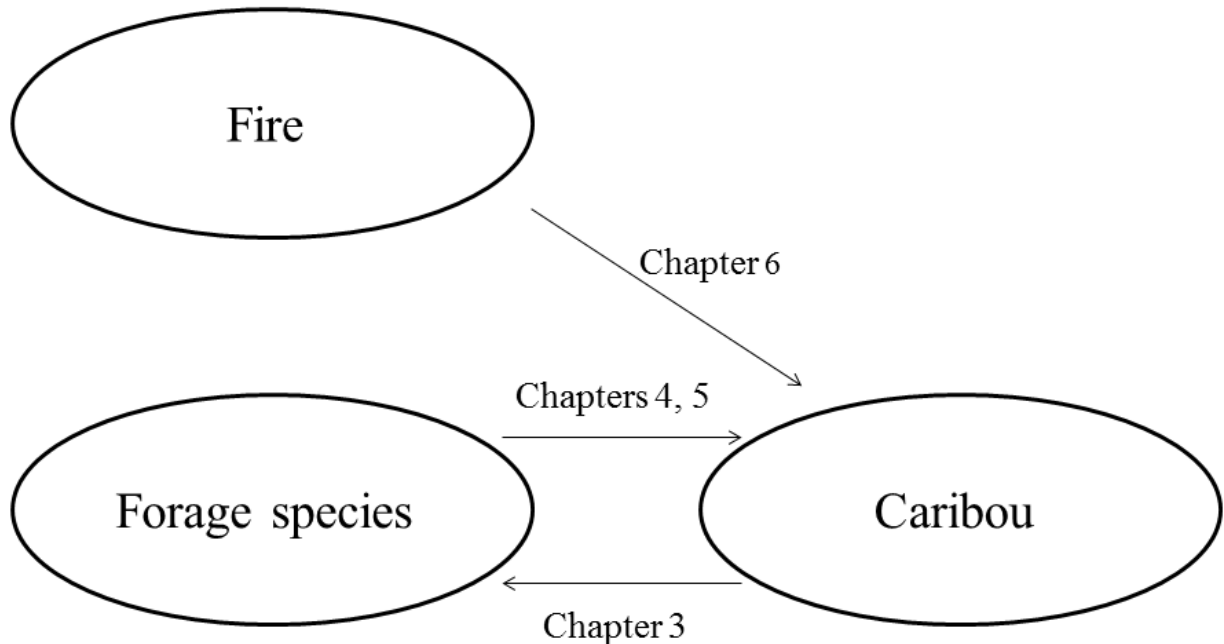 Fire
Chapter 6
Chapters 4, 5
Forage species
Caribou
Chapter 3